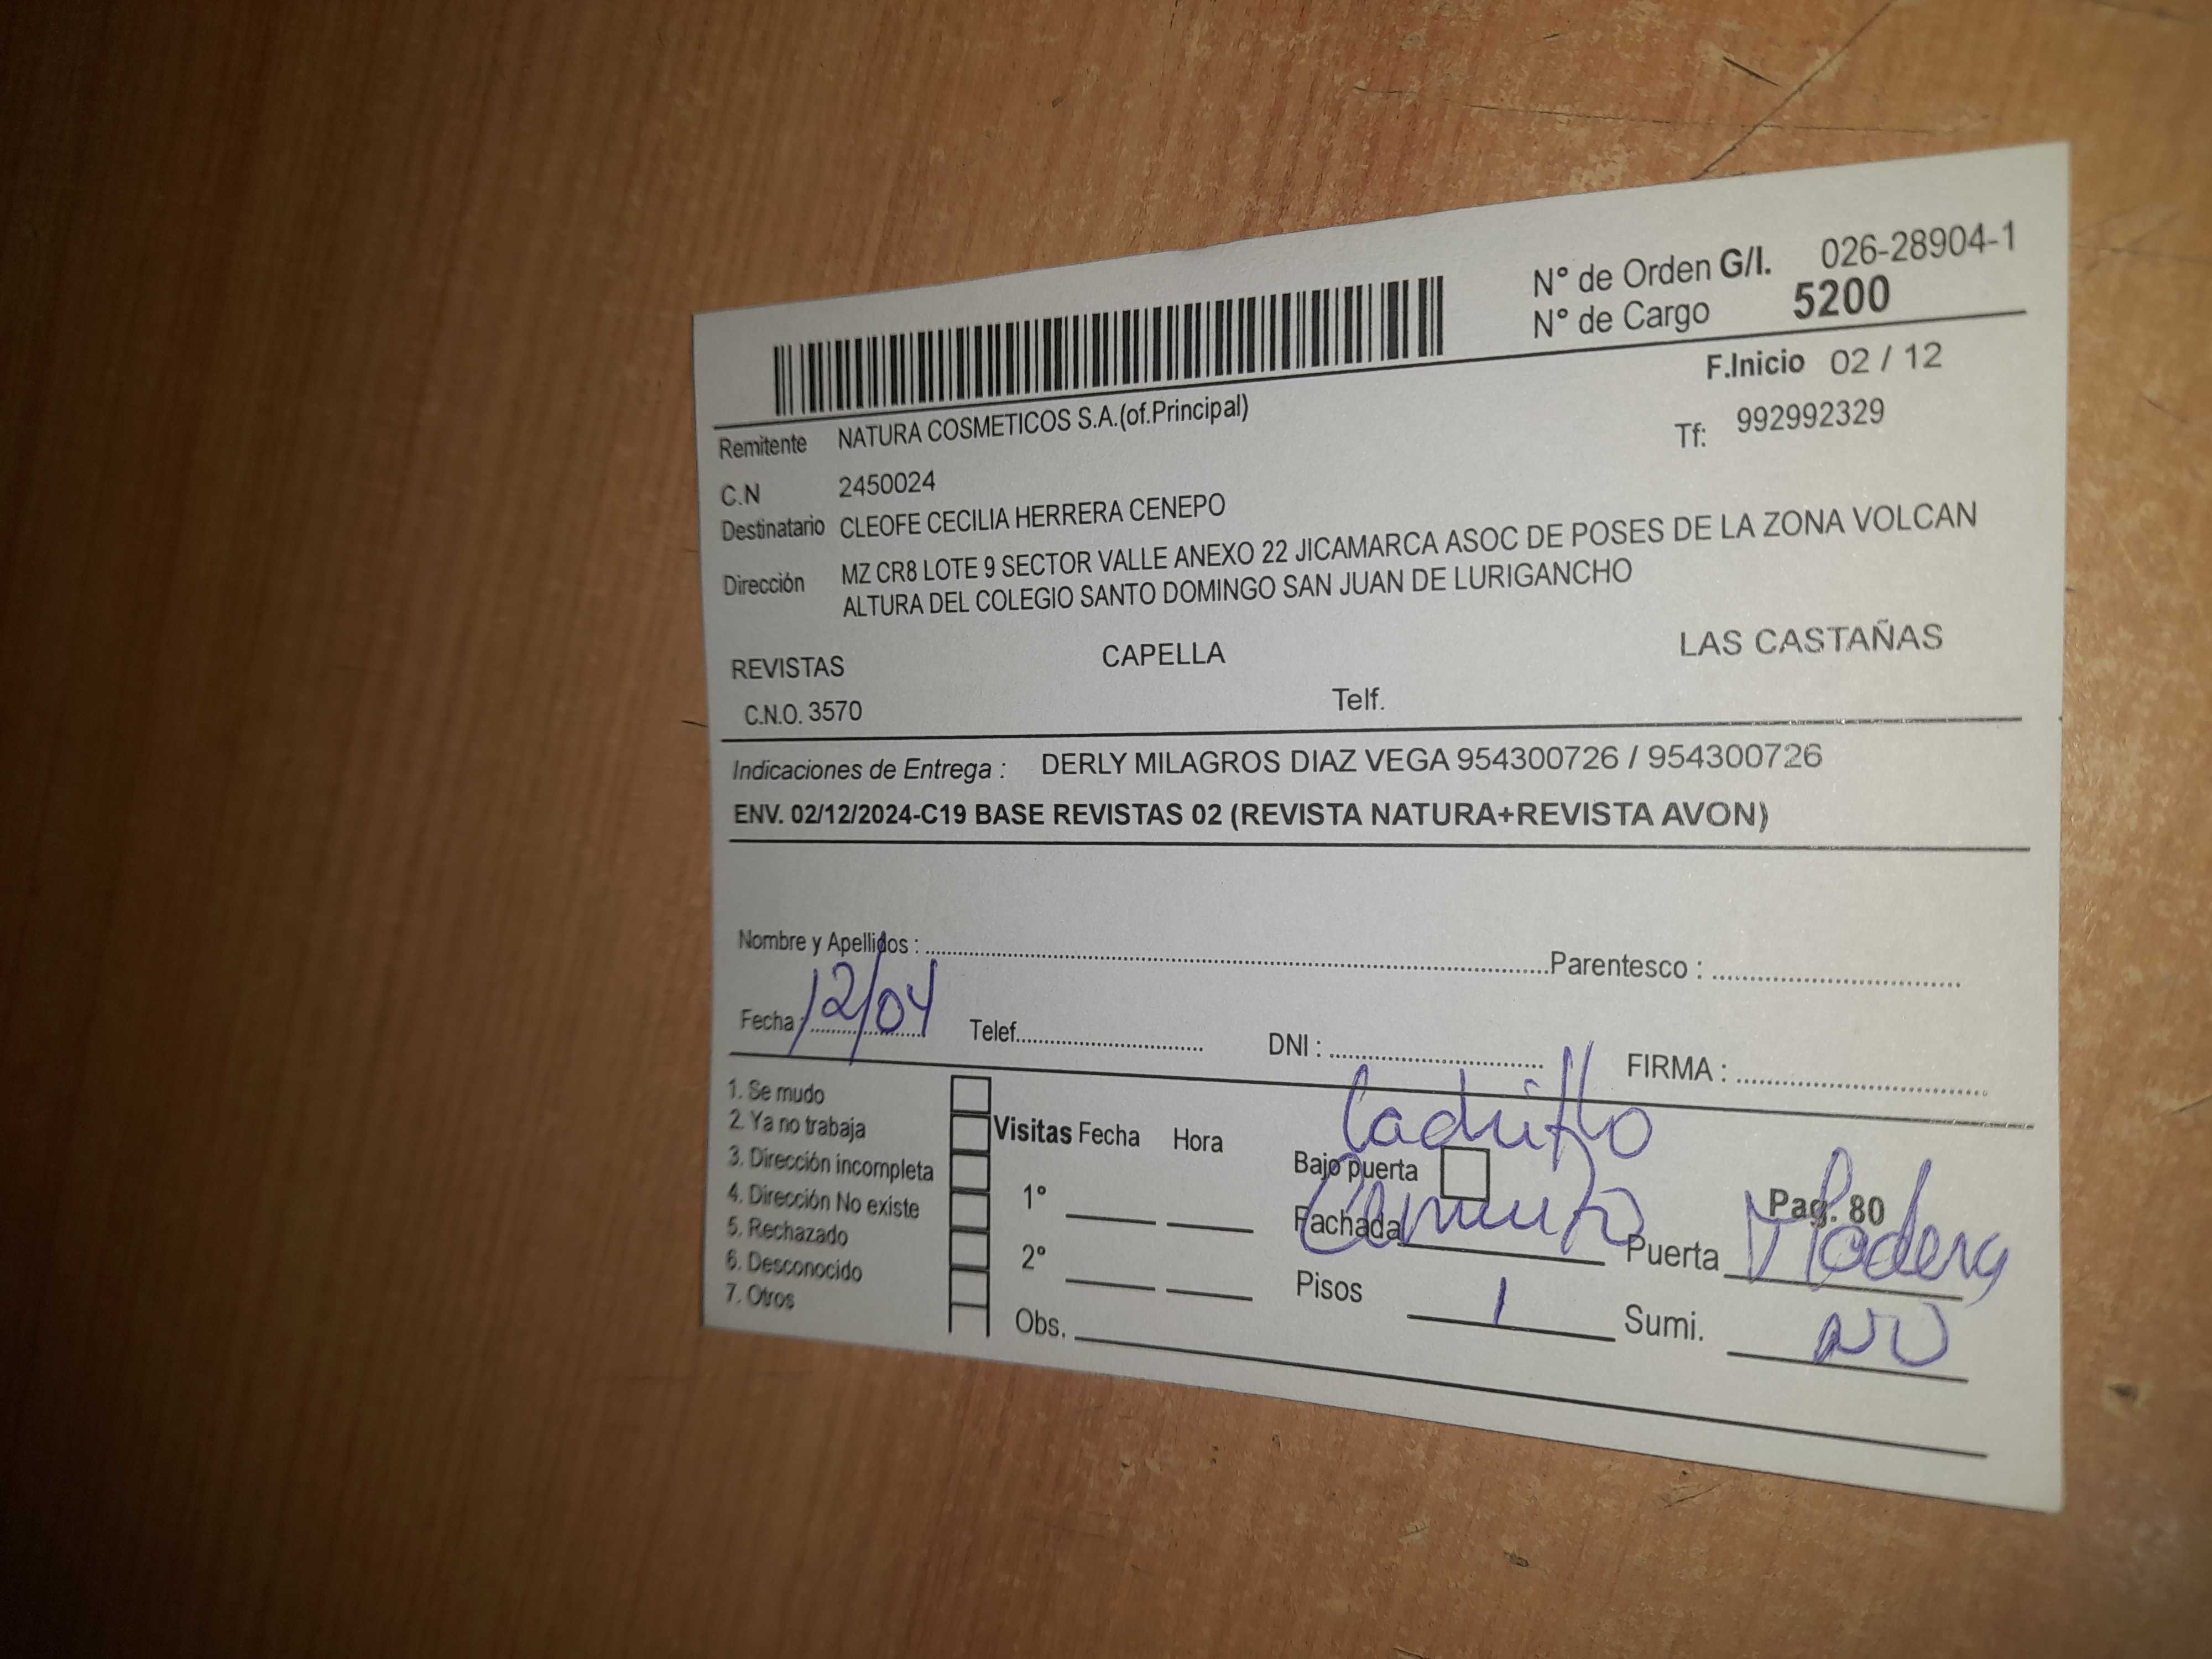 N° de Orden G/I. 026-28904-1
N° de Cargo 5200
F.Inicio 02 / 12
Remitente NATURA COSMETICOS S.A.(of.Principal)
Tf: 992992329
C.N 2450024
Destinatario CLEOFE CECILIA HERRERA CENEPO
Dirección MZ CR8 LOTE 9 SECTOR VALLE ANEXO 22 JICAMARCA ASOC DE POSES DE LA ZONA VOLCAN
ALTURA DEL COLEGIO SANTO DOMINGO SAN JUAN DE LURIGANCHO
REVISTAS CAPELLA LAS CASTAÑAS
C.N.O. 3570 Telf.
Indicaciones de Entrega : DERLY MILAGROS DIAZ VEGA 954300726 / 954300726
ENV. 02/12/2024-C19 BASE REVISTAS 02 (REVISTA NATURA+REVISTA AVON)
Nombre y Apellidos : Parentesco :
Fecha : 12/04 Telef. DNI : FIRMA :
1. Se mudo
2. Ya no trabaja
3. Dirección incompleta
4. Dirección No existe
5. Rechazado
6. Desconocido
7. Otros
Visitas Fecha Hora
1°
2°
Obs.
Ladrillo
Bajo puerta
Pag. 80
Fachada Cemento Puerta Madera
Pisos 1 Sumi. NO